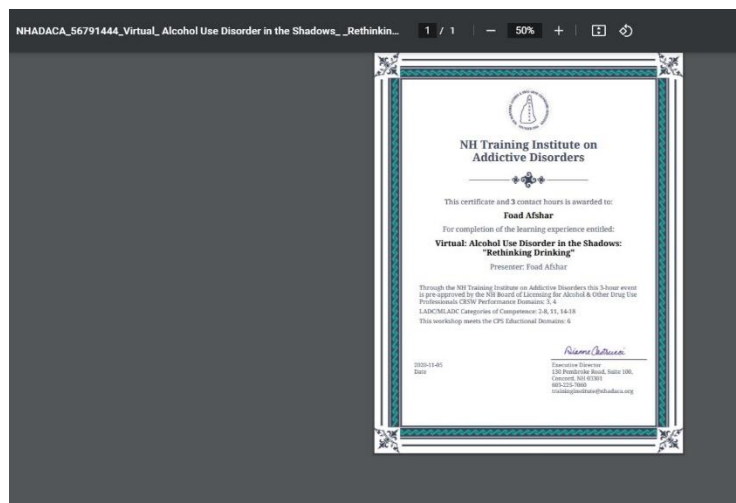 NHADACA_56791444_Virtual_ Alcohol Use Disorder in the Shadows_ _Rethinkin... 1 / 1 50%
NH Training Institute on
Addictive Disorders
This certificate and 3 contact hours is awarded to:
Foad Afshar
For completion of the learning experience entitled:
Virtual: Alcohol Use Disorder in the Shadows:
"Rethinking Drinking"
Presenter: Foad Afshar
Through the NH Training Institute on Addictive Disorders this 3-hour event
is pre-approved by the NH Board of Licensing for Alcohol & Other Drug Use
Professionals CRSW Performance Domains: 3, 4
LADC/MLADC Categories of Competence: 2-8, 11, 14-18
This workshop meets the CPS Eductional Domains: 6
2020-11-05
Date
Executive Director
130 Pembroke Road, Suite 100,
Concord, NH 03301
603-225-7060
traininginstitute@nhadaca.org